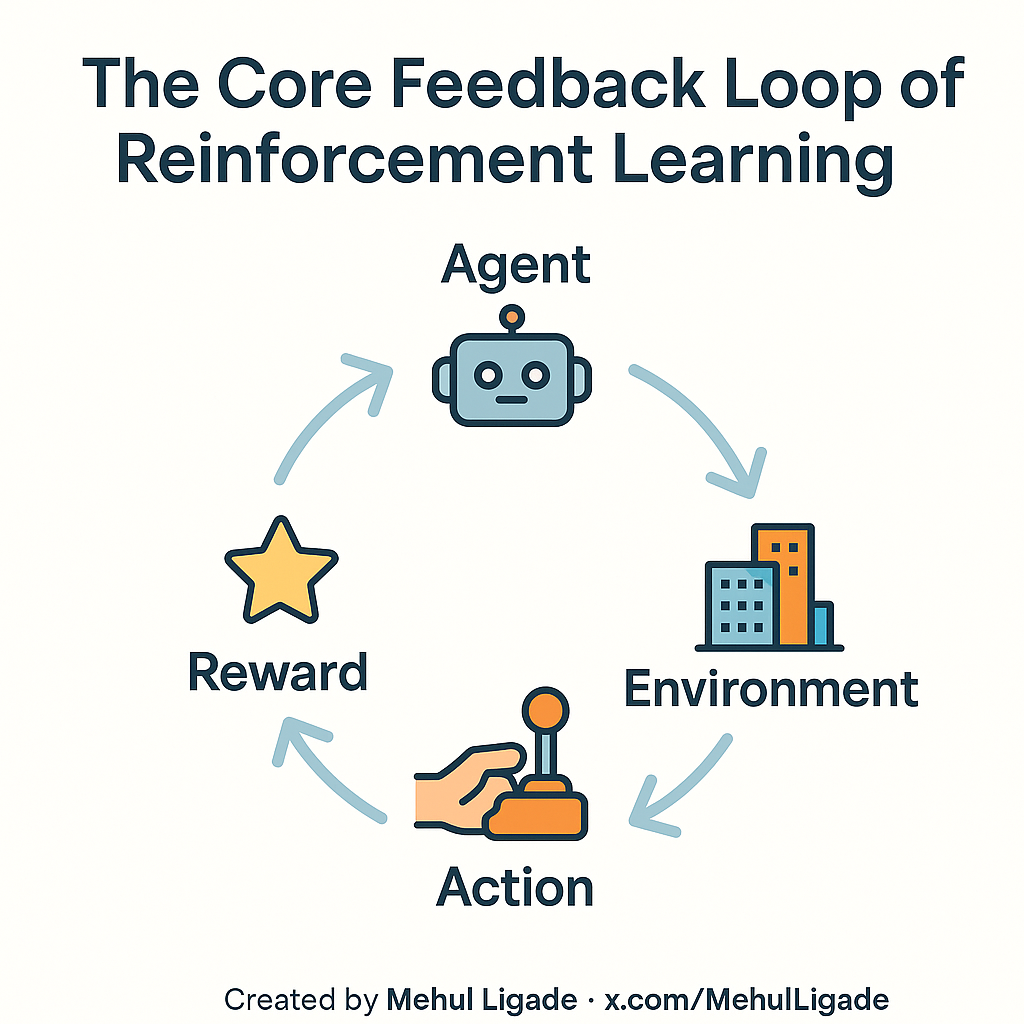 The Core Feedback Loop of
Reinforcement Learning
Agent
Reward
Environment
Action
Created by Mehul Ligade · x.com/MehulLigade